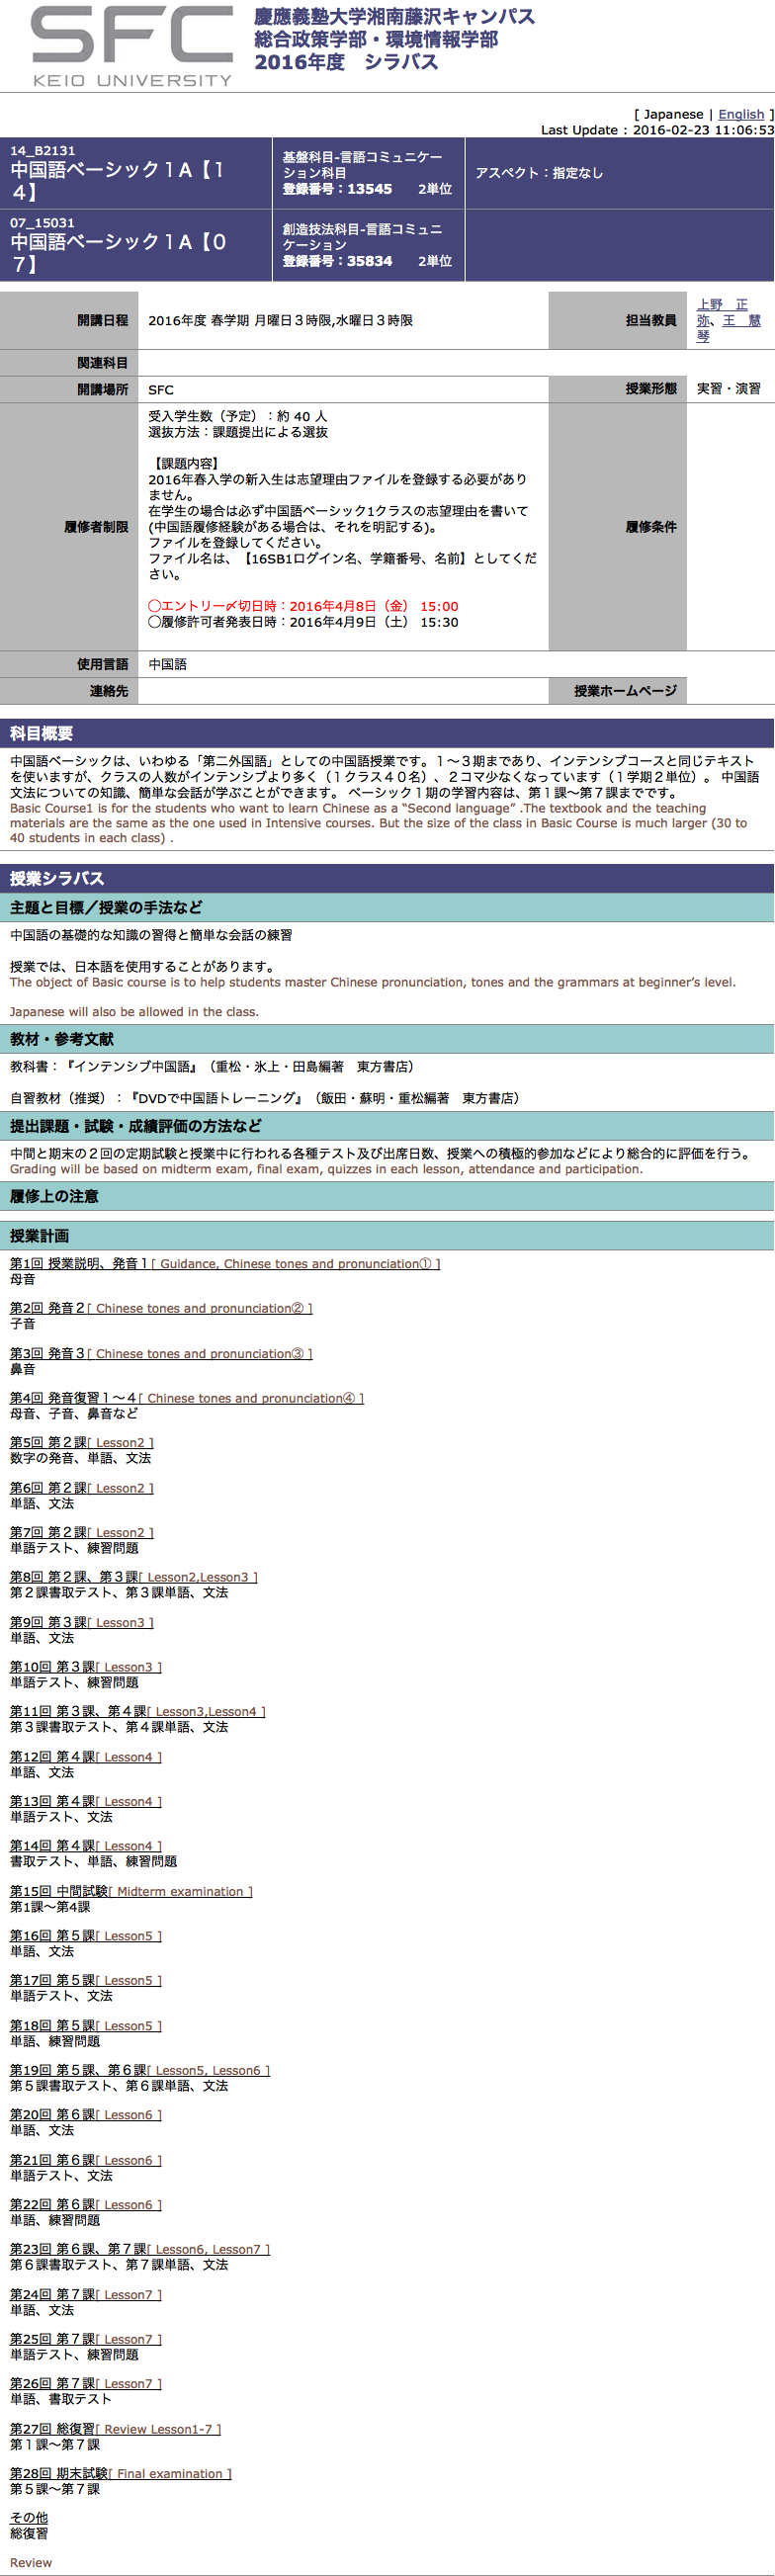 SFC
KEIO UNIVERSITY
慶應義塾大学湘南藤沢キャンパス
総合政策学部・環境情報学部
2016年度　シラバス
[ Japanese | English ]
Last Update : 2016-02-23 11:06:53
14_B2131
中国語ベーシック１A【１
４】
基盤科目-言語コミュニケー
ション科目
登録番号：13545　　2単位
アスペクト：指定なし
07_15031
中国語ベーシック１A【０
７】
創造技法科目-言語コミュニ
ケーション
登録番号：35834　　2単位
開講日程
2016年度 春学期 月曜日３時限,水曜日３時限
担当教員
上野　正
弥、王　慧
琴
関連科目
開講場所
SFC
授業形態
実習・演習
履修者制限
受入学生数（予定）：約 40 人
選抜方法：課題提出による選抜
【課題内容】
2016年春入学の新入生は志望理由ファイルを登録する必要があり
ません。
在学生の場合は必ず中国語ベーシック1クラスの志望理由を書いて
(中国語履修経験がある場合は、それを明記する)。
ファイルを登録してください。
ファイル名は、【16SB1ログイン名、学籍番号、名前】としてくだ
さい。
◯エントリー〆切日時：2016年4月8日（金） 15:00
◯履修許可者発表日時：2016年4月9日（土） 15:30
履修条件
使用言語
中国語
連絡先
授業ホームページ
科目概要
中国語ベーシックは、いわゆる「第二外国語」としての中国語授業です。１〜３期まであり、インテンシブコースと同じテキスト
を使いますが、クラスの人数がインテンシブより多く（１クラス４０名）、２コマ少なくなっています（１学期２単位）。 中国語
文法についての知識、簡単な会話が学ぶことができます。 ベーシック１期の学習内容は、第１課〜第７課までです。
Basic Course1 is for the students who want to learn Chinese as a “Second language” .The textbook and the teaching
materials are the same as the one used in Intensive courses. But the size of the class in Basic Course is much larger (30 to
40 students in each class) .
授業シラバス
主題と目標／授業の手法など
中国語の基礎的な知識の習得と簡単な会話の練習
授業では、日本語を使用することがあります。
The object of Basic course is to help students master Chinese pronunciation, tones and the grammars at beginner’s level.
Japanese will also be allowed in the class.
教材・参考文献
教科書：『インテンシブ中国語』（重松・氷上・田島編著　東方書店）
自習教材（推奨）：『DVDで中国語トレーニング』（飯田・蘇明・重松編著　東方書店）
提出課題・試験・成績評価の方法など
中間と期末の２回の定期試験と授業中に行われる各種テスト及び出席日数、授業への積極的参加などにより総合的に評価を行う。
Grading will be based on midterm exam, final exam, quizzes in each lesson, attendance and participation.
履修上の注意
授業計画
第1回 授業説明、発音１[ Guidance, Chinese tones and pronunciation① ]
母音
第2回 発音２[ Chinese tones and pronunciation② ]
子音
第3回 発音３[ Chinese tones and pronunciation③ ]
鼻音
第4回 発音復習１〜４[ Chinese tones and pronunciation④ ]
母音、子音、鼻音など
第5回 第２課[ Lesson2 ]
数字の発音、単語、文法
第6回 第２課[ Lesson2 ]
単語、文法
第7回 第２課[ Lesson2 ]
単語テスト、練習問題
第8回 第２課、第３課[ Lesson2,Lesson3 ]
第２課書取テスト、第３課単語、文法
第9回 第３課[ Lesson3 ]
単語、文法
第10回 第３課[ Lesson3 ]
単語テスト、練習問題
第11回 第３課、第４課[ Lesson3,Lesson4 ]
第３課書取テスト、第４課単語、文法
第12回 第４課[ Lesson4 ]
単語、文法
第13回 第４課[ Lesson4 ]
単語テスト、文法
第14回 第４課[ Lesson4 ]
書取テスト、単語、練習問題
第15回 中間試験[ Midterm examination ]
第1課〜第4課
第16回 第５課[ Lesson5 ]
単語、文法
第17回 第５課[ Lesson5 ]
単語テスト、文法
第18回 第５課[ Lesson5 ]
単語、練習問題
第19回 第５課、第６課[ Lesson5, Lesson6 ]
第５課書取テスト、第６課単語、文法
第20回 第６課[ Lesson6 ]
単語、文法
第21回 第６課[ Lesson6 ]
単語テスト、文法
第22回 第６課[ Lesson6 ]
単語、練習問題
第23回 第６課、第７課[ Lesson6, Lesson7 ]
第６課書取テスト、第７課単語、文法
第24回 第７課[ Lesson7 ]
単語、文法
第25回 第７課[ Lesson7 ]
単語テスト、練習問題
第26回 第７課[ Lesson7 ]
単語、書取テスト
第27回 総復習[ Review Lesson1-7 ]
第１課〜第７課
第28回 期末試験[ Final examination ]
第５課〜第７課
その他
総復習
Review